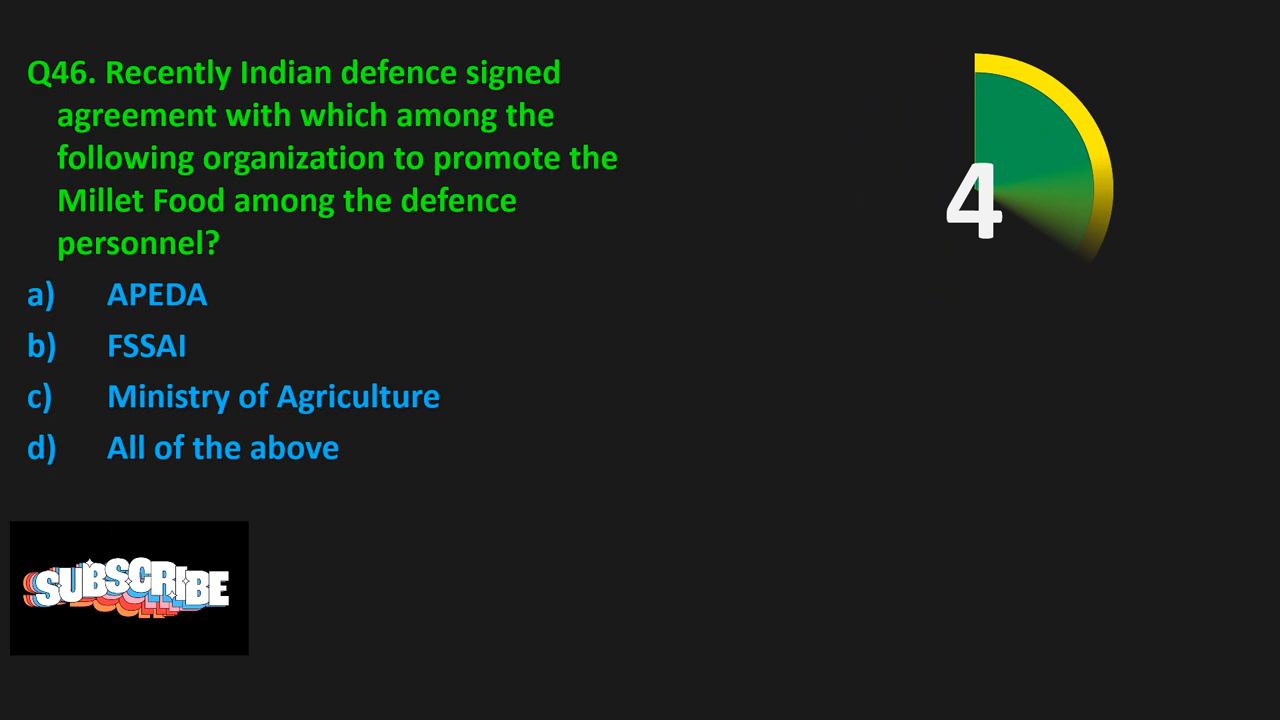 Q46. Recently Indian defence signed
agreement with which among the
following organization to promote the
Millet Food among the defence
personnel?
a) APEDA
b) FSSAI
c) Ministry of Agriculture
d) All of the above
4
SUBSCRIBE